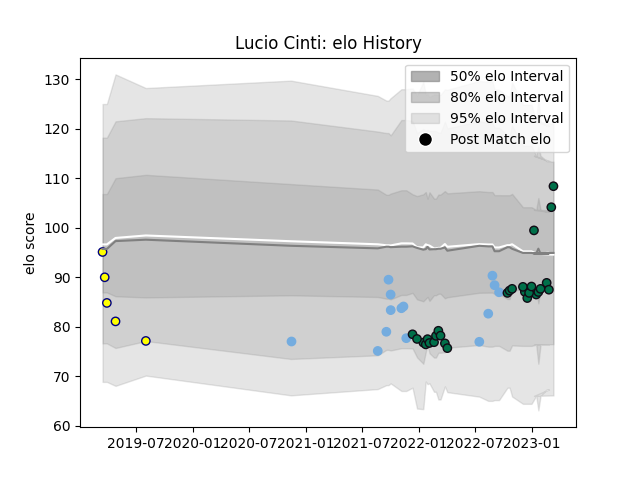 Lucio Cinti: elo History
50% elo Interval
80% elo Interval
95% elo Interval
Post Match elo
elo score
130
120
110
100
90
80
70
60
2019-07
2020-01
2020-07
2021-01
2021-07
2022-01
2022-07
2023-01